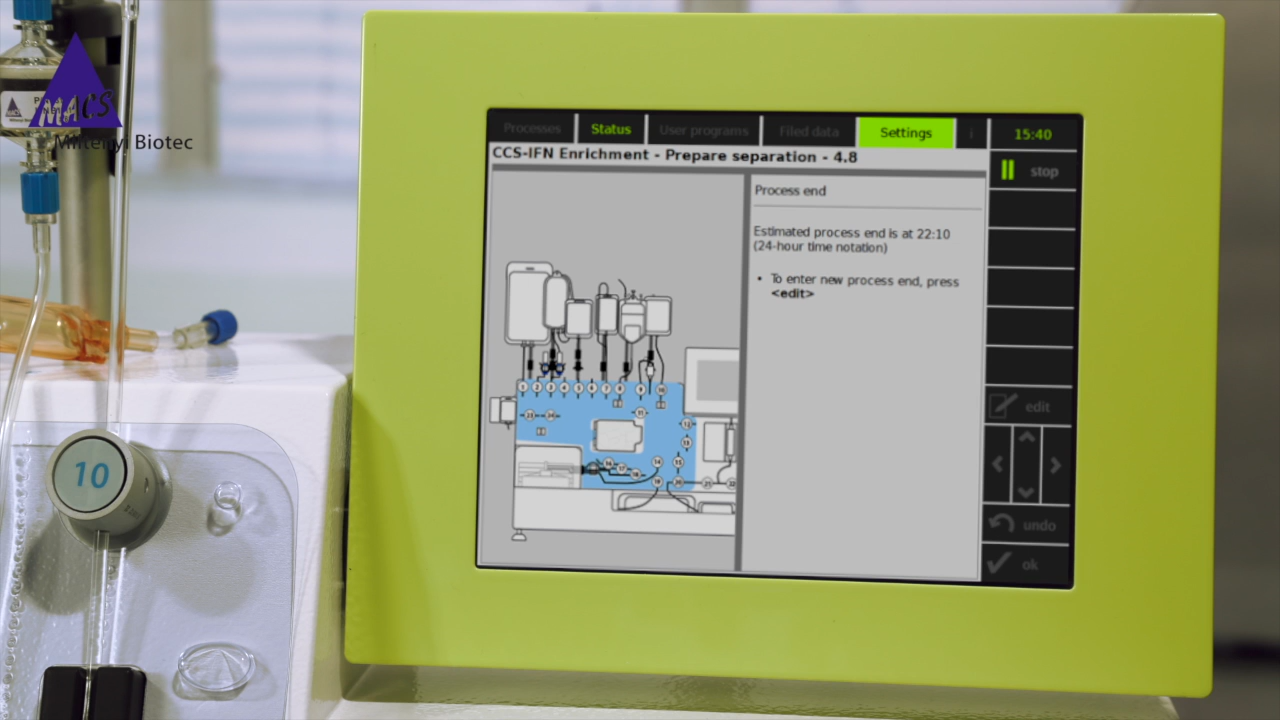 MACS
Miltenyi Biotec
Processes
Status
User programs
Filed data
Settings
i
15:40
CCS-IFN Enrichment - Prepare separation - 4.8
stop
Process end
Estimated process end is at 22:10
(24-hour time notation)
• To enter new process end, press
<edit>
edit
undo
ok
10